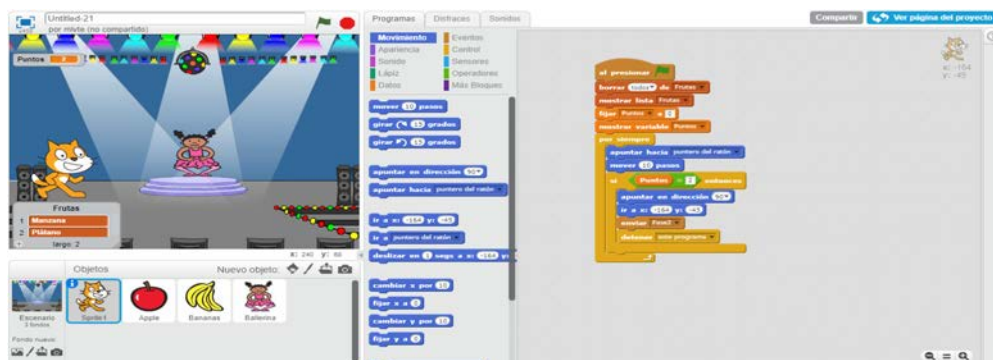 Untitled-21
por mivte (no compartido)
Puntos 2
Frutas
1 Manzana
2 Plátano
largo: 2
x: 240 y: 66
Objetos
Nuevo objeto:
Escenario
3 fondos
Fondo nuevo:
Sprite1
Apple
Bananas
Ballerina
Programas
Disfraces
Sonidos
Movimiento
Apariencia
Sonido
Lápiz
Datos
Eventos
Control
Sensores
Operadores
Más Bloques
mover 10 pasos
girar 15 grados
girar 15 grados
apuntar en dirección 90
apuntar hacia puntero del ratón
ir a x: -164 y: -45
ir a puntero del ratón
deslizar en 1 segs a x: -164 y:
cambiar x por 10
fijar x a 0
cambiar y por 10
fijar y a 0
Compartir
Ver página del proyecto
x: -164
y: -45
al presionar
borrar todos de Frutas
mostrar lista Frutas
fijar Puntos a 0
mostrar variable Puntos
por siempre
apuntar hacia puntero del ratón
mover 10 pasos
si Puntos = 2 entonces
apuntar en dirección 90
ir a x: -164 y: -45
enviar Fase2
detener este programa